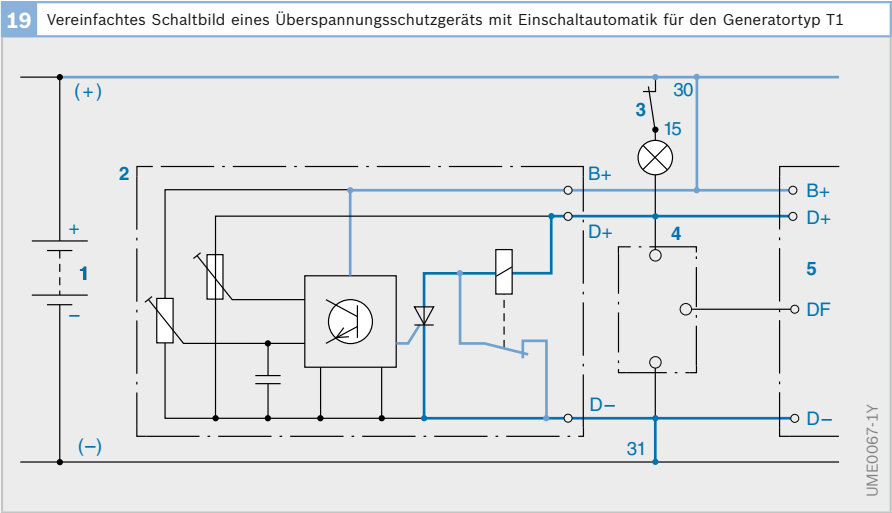 19 Vereinfachtes Schaltbild eines Überspannungsschutzgeräts mit Einschaltautomatik für den Generatortyp T1
(+)
30
3
15
2
B+
B+
D+
D+
4
+
1
5
−
DF
D−
D−
(−)
31
UME0067-1Y